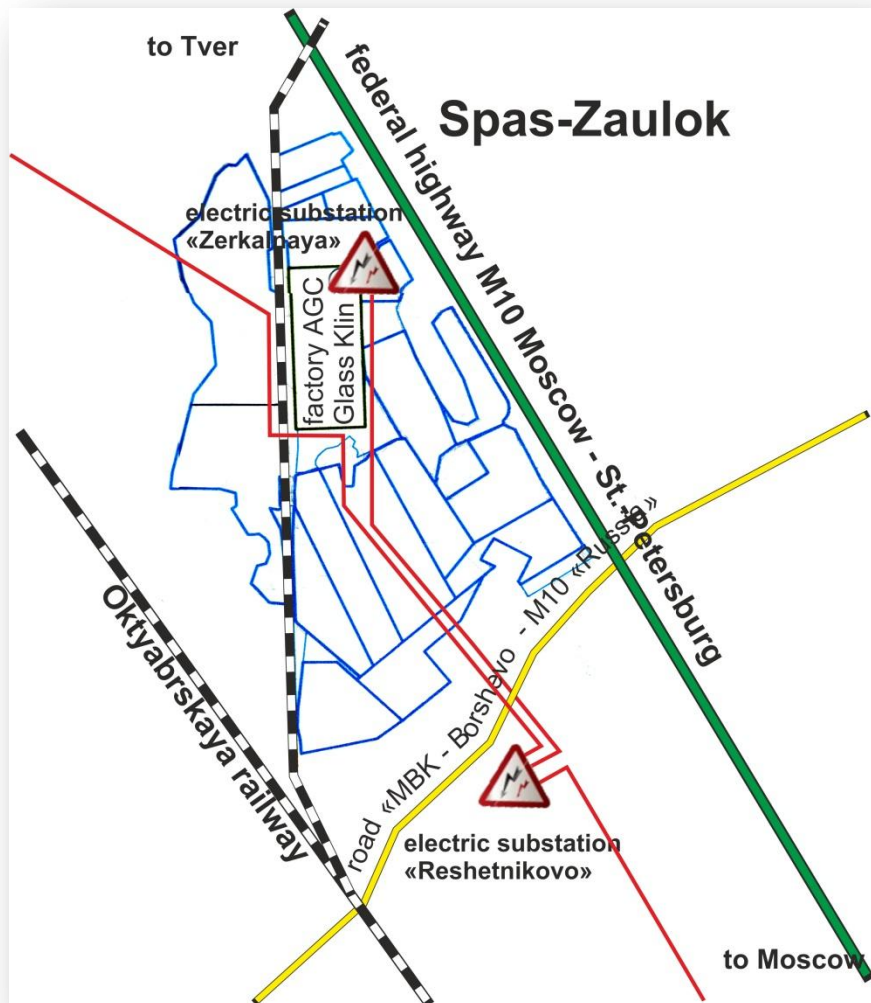 to Tver
Spas-Zaulok
federal highway M10 Moscow - St.-Petersburg
electric substation
«Zerkalnaya»
factory AGC
Glass Klin
Oktyabrskaya railway
road «MBK - Borshevo - M10 «Russia»
electric substation
«Reshetnikovo»
to Moscow